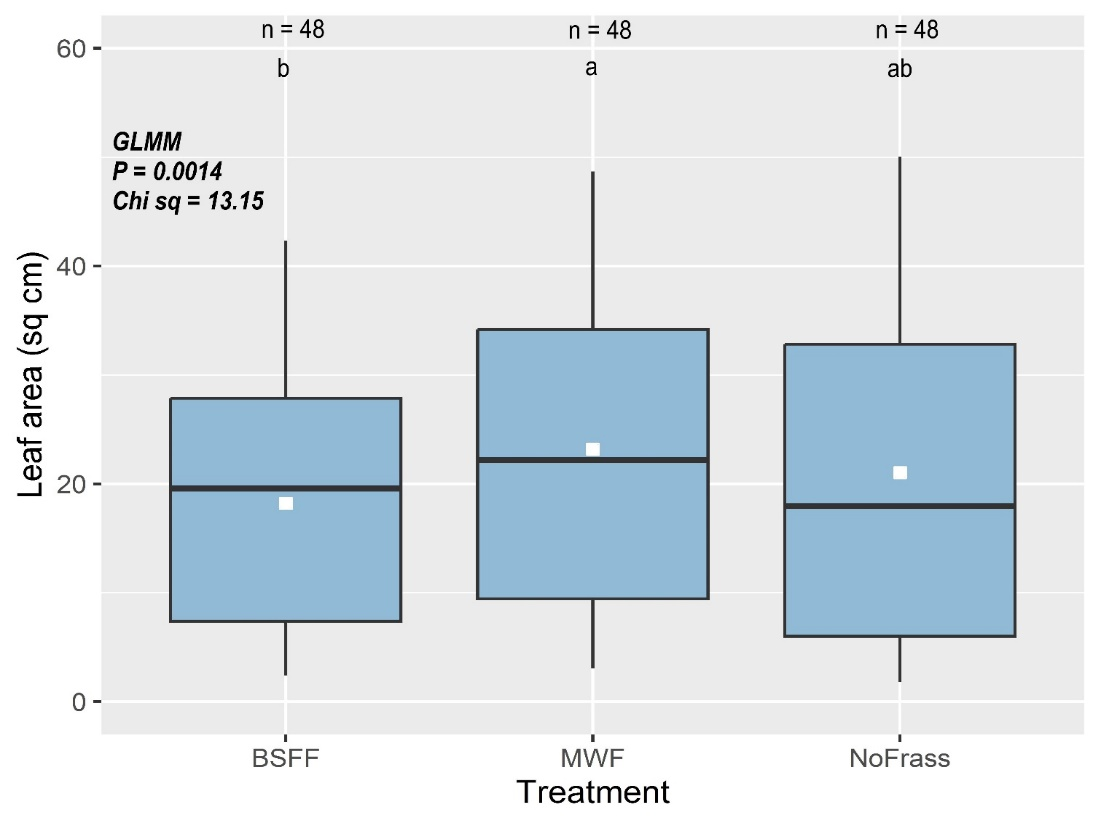 n = 48 n = 48 n = 48
b a ab
GLMM
P = 0.0014
Chi sq = 13.15
Leaf area (sq cm)
60
40
20
0
BSFF MWF NoFrass
Treatment